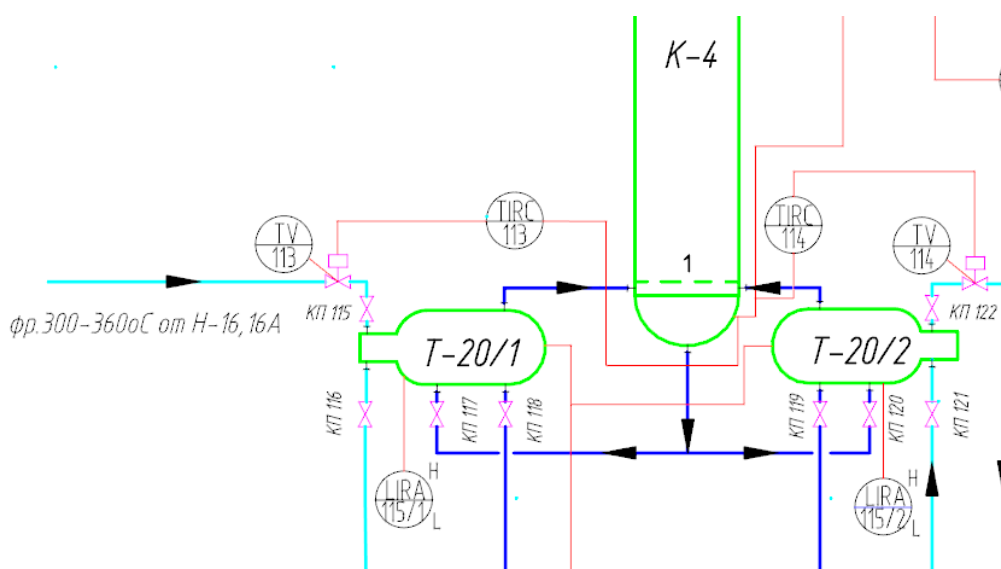 К-4
TIRC
113
TIRC
114
TV
113
TV
114
1
фр.300-360оС от Н-16,16А
КП 115
КП 122
Т-20/1
Т-20/2
КП 116
КП 117
КП 118
КП 119
КП 120
КП 121
LIRA
115/1
H
L
LIRA
115/2
H
L